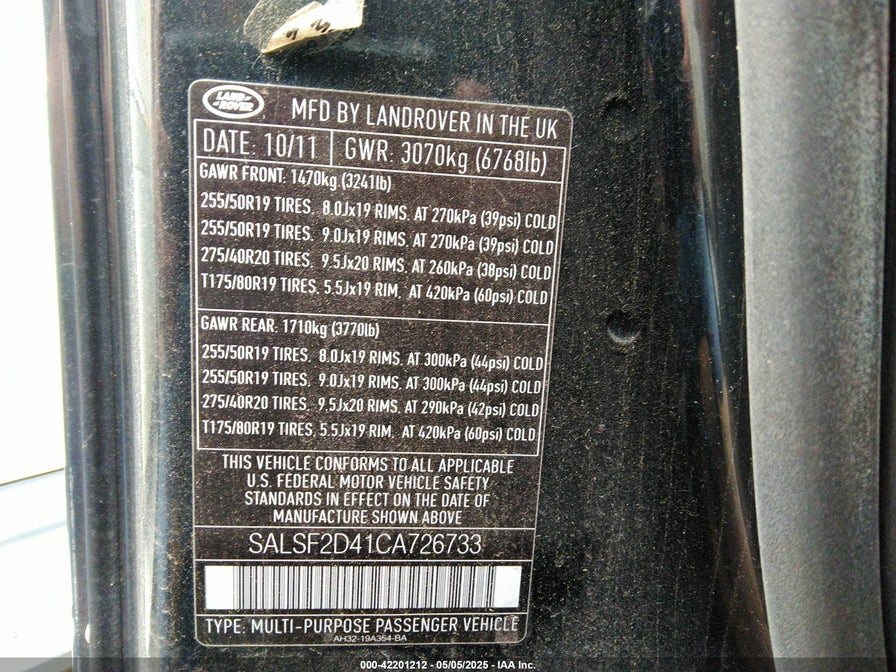 LAND ROVER
MFD BY LANDROVER IN THE UK
DATE: 10/11 GWR: 3070kg (6768lb)
GAWR FRONT: 1470kg (3241lb)
255/50R19 TIRES, 8.0Jx19 RIMS, AT 270kPa (39psi) COLD
255/50R19 TIRES, 9.0Jx19 RIMS, AT 270kPa (39psi) COLD
275/40R20 TIRES, 9.5Jx20 RIMS, AT 260kPa (38psi) COLD
T175/80R19 TIRES, 5.5Jx19 RIM, AT 420kPa (60psi) COLD
GAWR REAR: 1710kg (3770lb)
255/50R19 TIRES, 8.0Jx19 RIMS, AT 300kPa (44psi) COLD
255/50R19 TIRES, 9.0Jx19 RIMS, AT 300kPa (44psi) COLD
275/40R20 TIRES, 9.5Jx20 RIMS, AT 290kPa (42psi) COLD
T175/80R19 TIRES, 5.5Jx19 RIM, AT 420kPa (60psi) COLD
THIS VEHICLE CONFORMS TO ALL APPLICABLE
U.S. FEDERAL MOTOR VEHICLE SAFETY
STANDARDS IN EFFECT ON THE DATE OF
MANUFACTURE SHOWN ABOVE
SALSF2D41CA726733
TYPE: MULTI-PURPOSE PASSENGER VEHICLE
AH32-19A354-BA
000-42201212 - 05/05/2025 - IAA Inc.